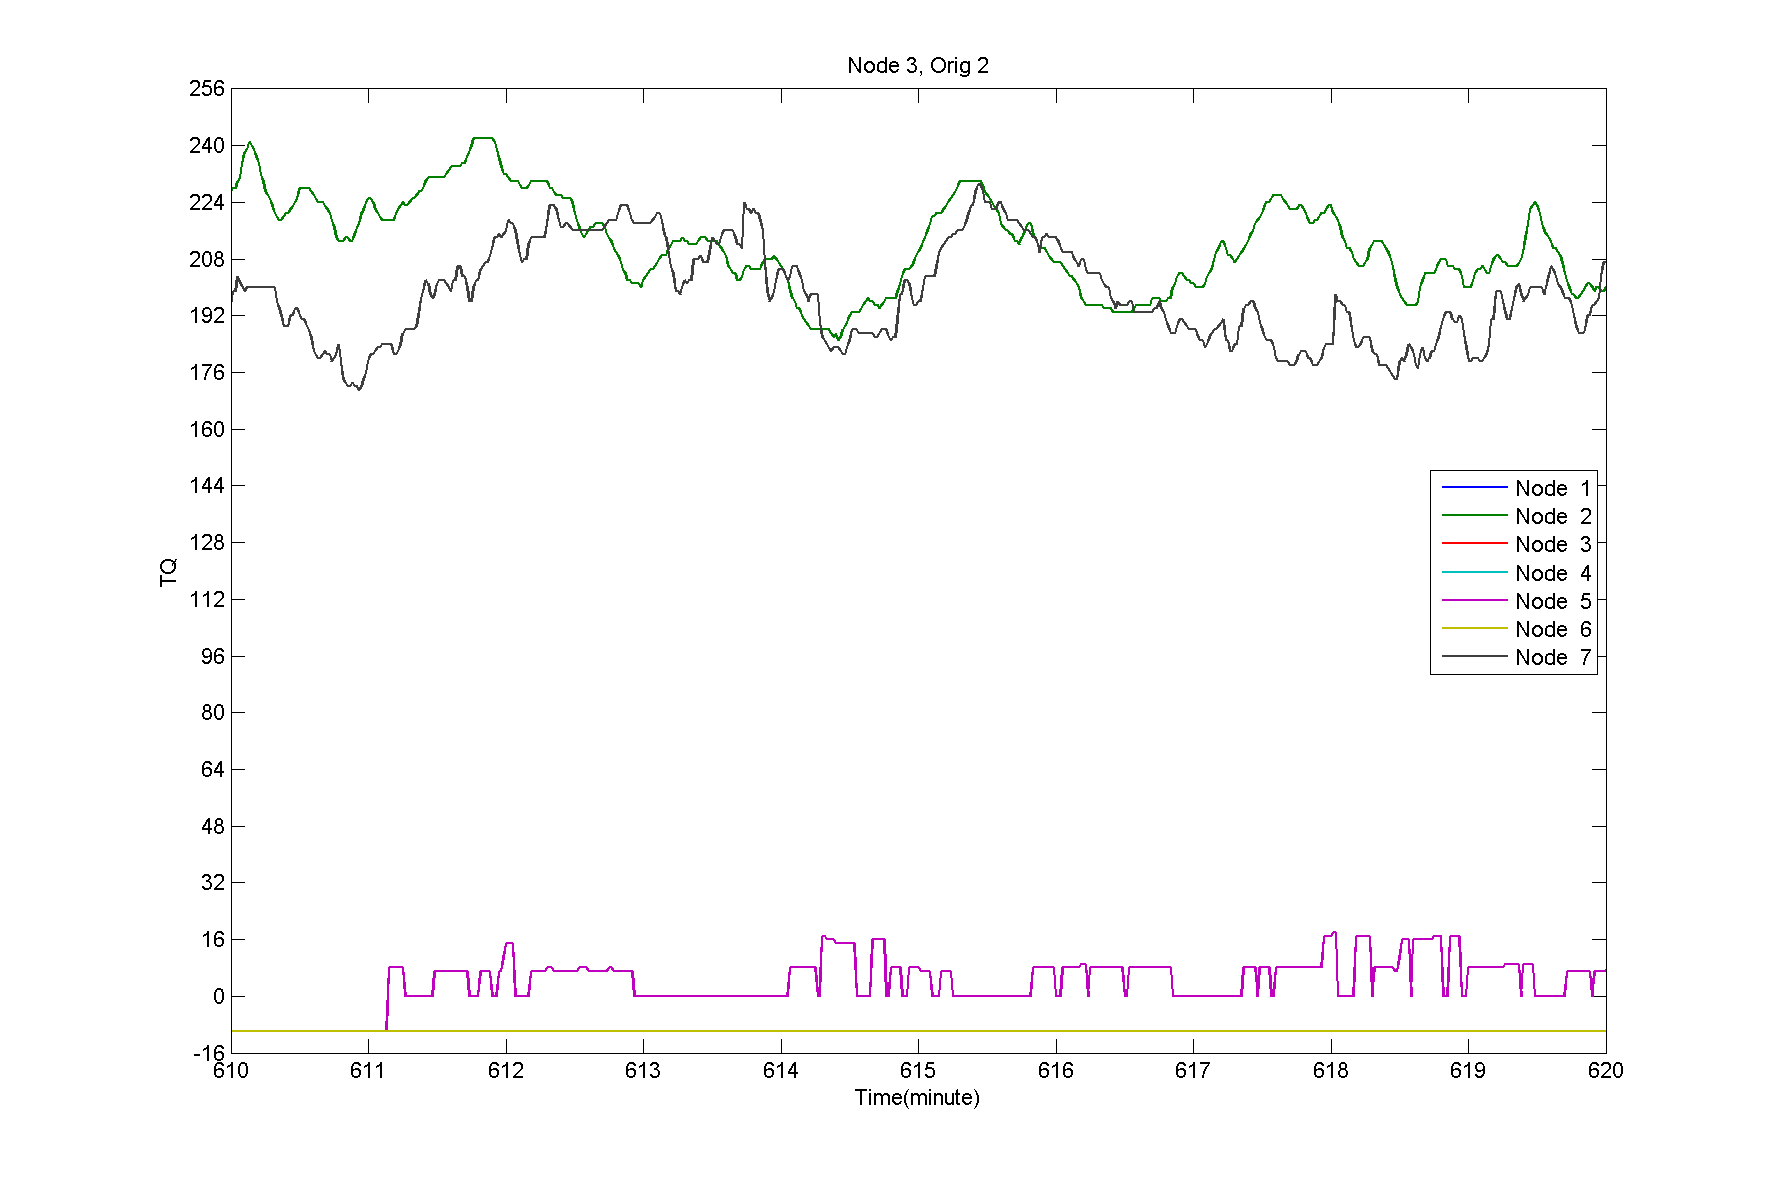 Node 3, Orig 2
256
240
224
208
192
176
160
144
128
112
96
80
64
48
32
16
0
-16
TQ
Node 1
Node 2
Node 3
Node 4
Node 5
Node 6
Node 7
610 611 612 613 614 615 616 617 618 619 620
Time(minute)